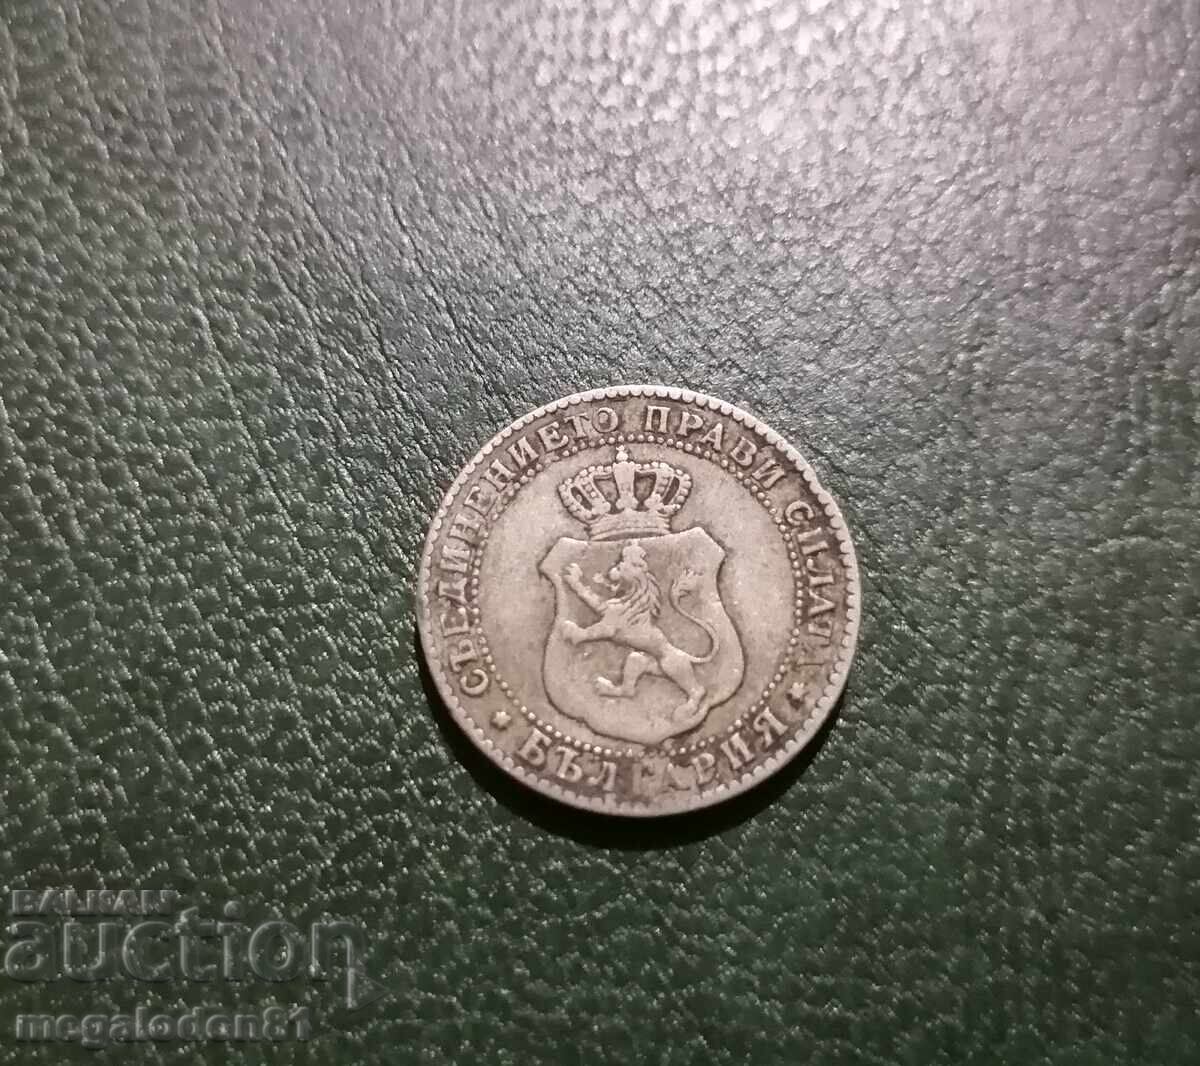 СЪЕДИНЕНИЕТО ПРАВИ СИЛАТА
* БЪЛГАРИЯ *
BALKAN
auction
megalodon81